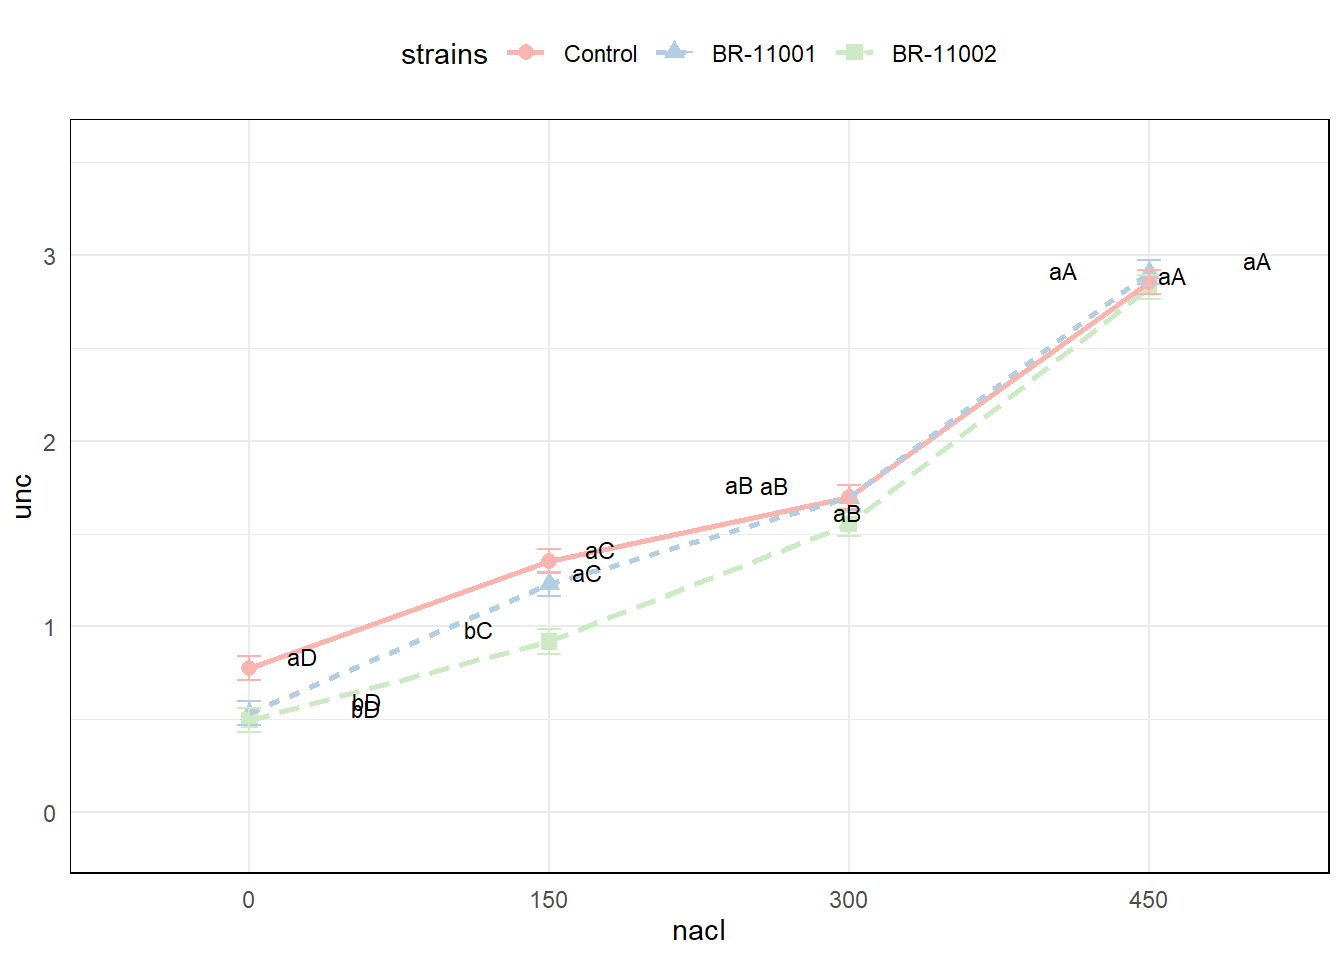 strains Control BR-11001 BR-11002
unc
3
2
1
0
aA
aA
aA
aB
aB
aB
aC
aC
bC
aD
bD
bD
0 150 300 450
nacl